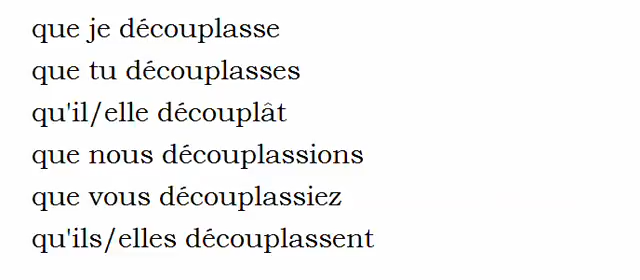 que je découplasse
que tu découplasses
qu'il/elle découplât
que nous découplassions
que vous découplassiez
qu'ils/elles découplassent